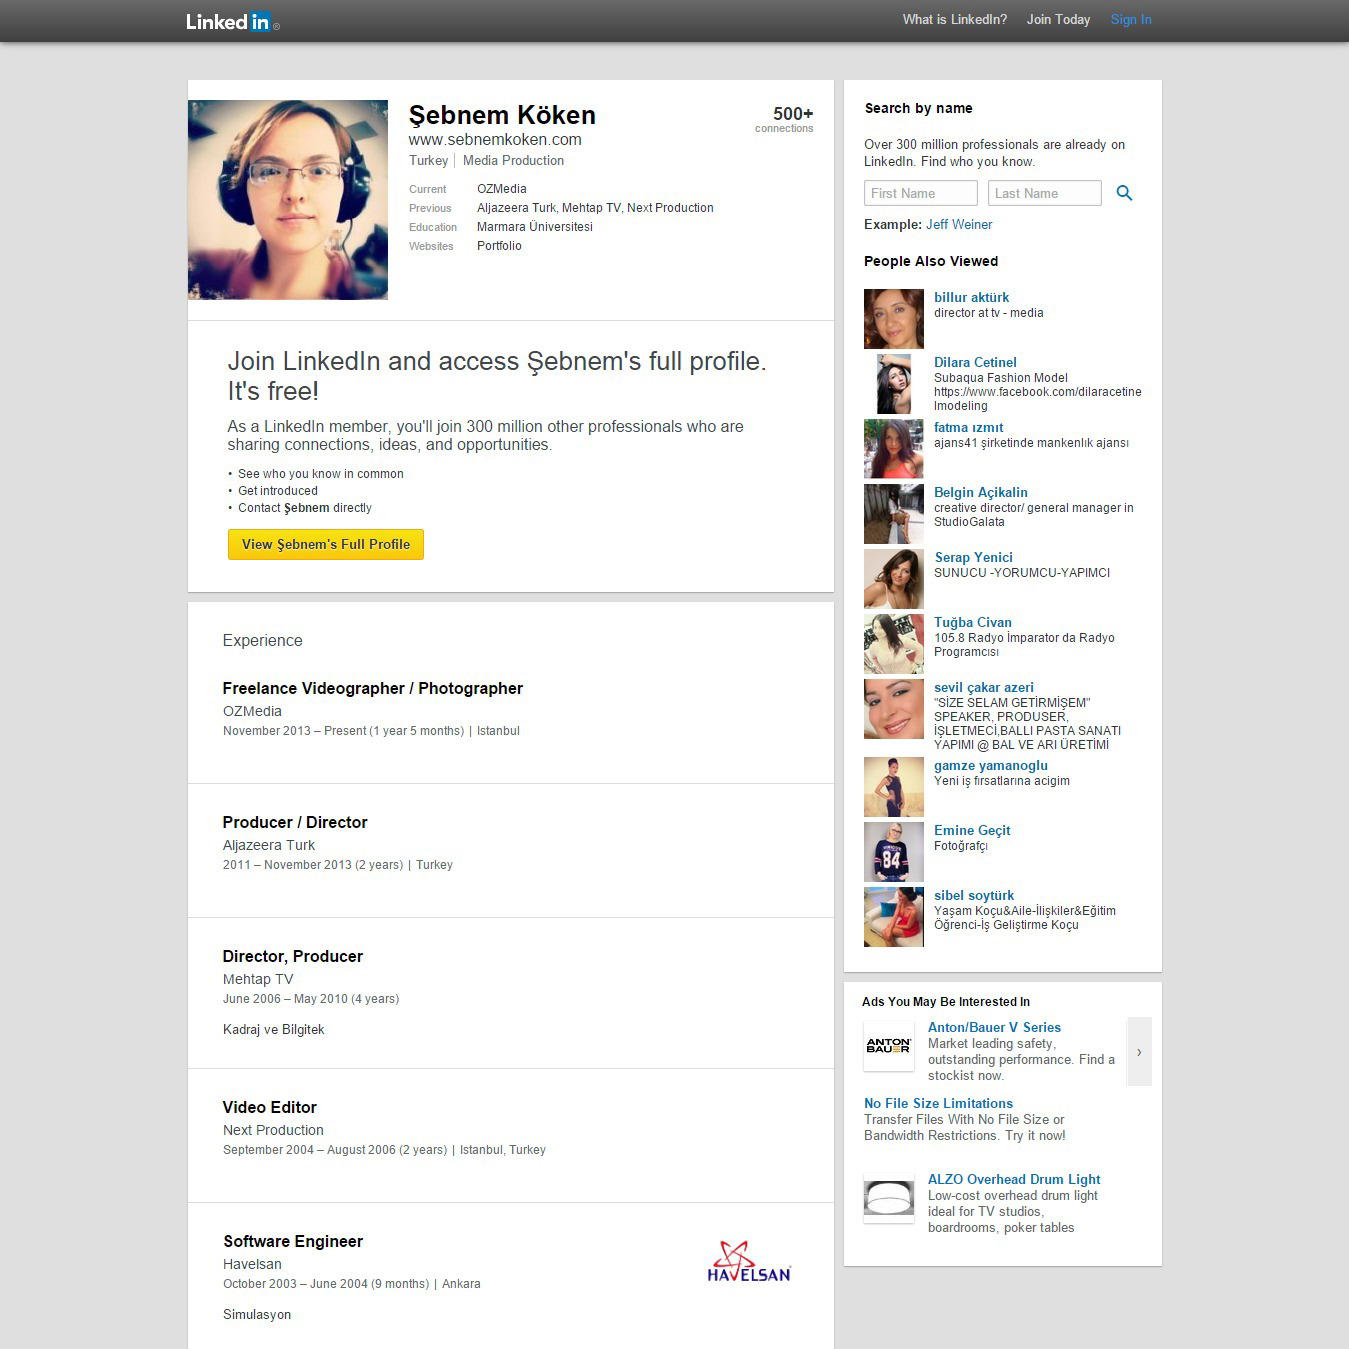 Linked in ®
What is LinkedIn? Join Today Sign In
Şebnem Köken
www.sebnemkoken.com
Turkey | Media Production
500+
connections
Current OZMedia
Previous Aljazeera Turk, Mehtap TV, Next Production
Education Marmara Üniversitesi
Websites Portfolio
Join LinkedIn and access Şebnem's full profile.
It's free!
As a LinkedIn member, you'll join 300 million other professionals who are
sharing connections, ideas, and opportunities.
• See who you know in common
• Get introduced
• Contact Şebnem directly
View Şebnem's Full Profile
Experience
Freelance Videographer / Photographer
OZMedia
November 2013 – Present (1 year 5 months) | Istanbul
Producer / Director
Aljazeera Turk
2011 – November 2013 (2 years) | Turkey
Director, Producer
Mehtap TV
June 2006 – May 2010 (4 years)
Kadraj ve Bilgitek
Video Editor
Next Production
September 2004 – August 2006 (2 years) | Istanbul, Turkey
Software Engineer
Havelsan
October 2003 – June 2004 (9 months) | Ankara
Simulasyon
HAVELSAN
Search by name
Over 300 million professionals are already on
LinkedIn. Find who you know.
First Name Last Name
Example: Jeff Weiner
People Also Viewed
billur aktürk
director at tv - media
Dilara Cetinel
Subaqua Fashion Model
https://www.facebook.com/dilaracetine
lmodeling
fatma ızmıt
ajans41 şirketinde mankenlık ajansı
Belgin Açikalin
creative director/ general manager in
StudioGalata
Serap Yenici
SUNUCU -YORUMCU-YAPIMCI
Tuğba Civan
105.8 Radyo İmparator da Radyo
Programcısı
sevil çakar azeri
"SİZE SELAM GETİRMİŞEM"
SPEAKER, PRODUSER,
İŞLETMECİ,BALLI PASTA SANATI
YAPIMI @ BAL VE ARI ÜRETİMİ
gamze yamanoglu
Yeni iş fırsatlarına acigim
84
Emine Geçit
Fotoğrafçı
sibel soytürk
Yaşam Koçu&Aile-İlişkiler&Eğitim
Öğrenci-İş Geliştirme Koçu
Ads You May Be Interested In
ANTON
BAUER
Anton/Bauer V Series
Market leading safety,
outstanding performance. Find a
stockist now.
›
No File Size Limitations
Transfer Files With No File Size or
Bandwidth Restrictions. Try it now!
ALZO Overhead Drum Light
Low-cost overhead drum light
ideal for TV studios,
boardrooms, poker tables